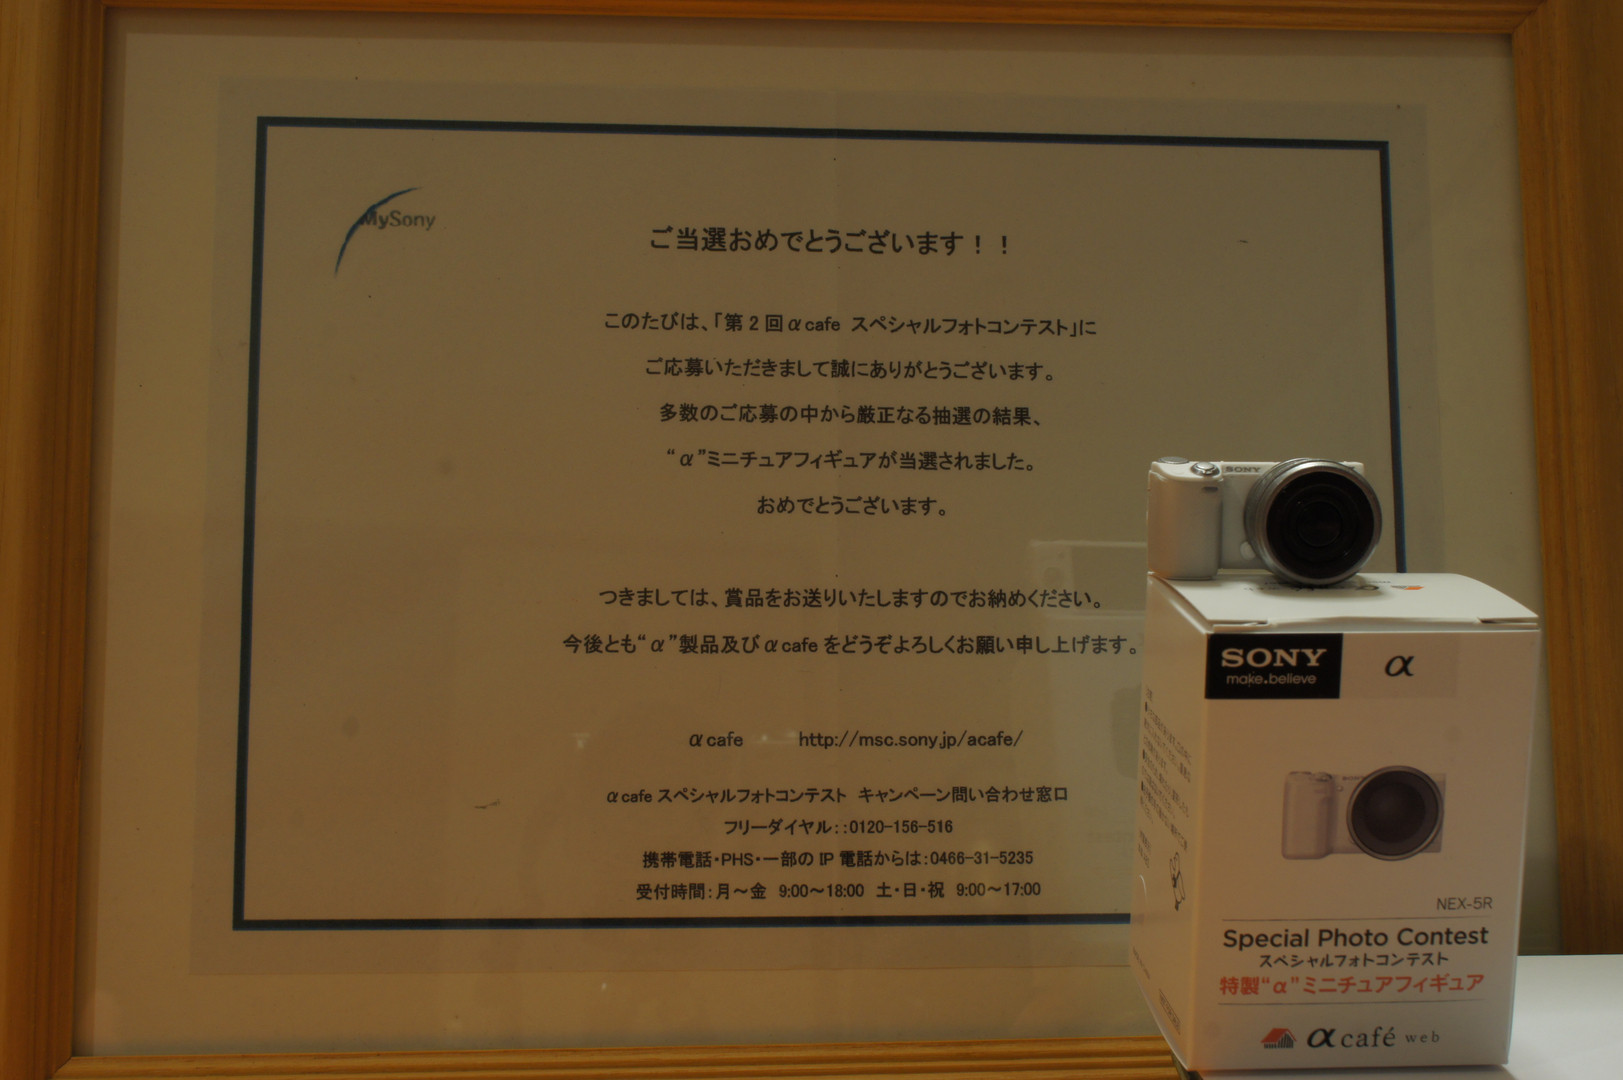 MySony
ご当選おめでとうございます！！
このたびは、「第2回αcafe スペシャルフォトコンテスト」に
ご応募いただきまして誠にありがとうございます。
多数のご応募の中から厳正なる抽選の結果、
“α”ミニチュアフィギュアが当選されました。
おめでとうございます。
つきましては、賞品をお送りいたしますのでお納めください。
今後とも“α”製品及びαcafeをどうぞよろしくお願い申し上げます。
αcafe http://msc.sony.jp/acafe/
αcafe スペシャルフォトコンテスト キャンペーン問い合わせ窓口
フリーダイヤル：:0120-156-516
携帯電話・PHS・一部のIP電話からは:0466-31-5235
受付時間：月～金 9:00～18:00 土・日・祝 9:00～17:00
SONY
SONY
make.believe
α
NEX-5R
Special Photo Contest
スペシャルフォトコンテスト
特製“α”ミニチュアフィギュア
αcafé web